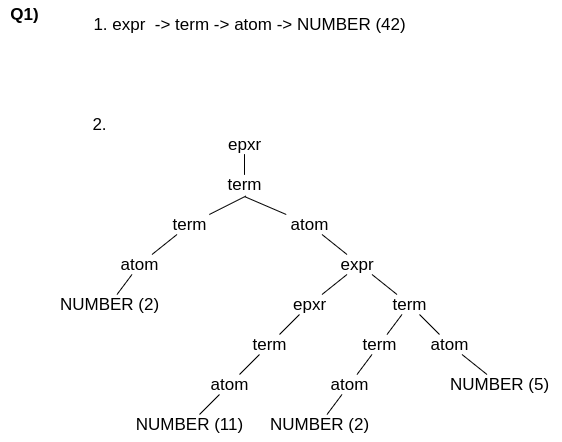 Q1)
1. expr -> term -> atom -> NUMBER (42)
2.
epxr
term
term atom
atom expr
NUMBER (2) epxr term
term term atom
atom atom NUMBER (5)
NUMBER (11) NUMBER (2)